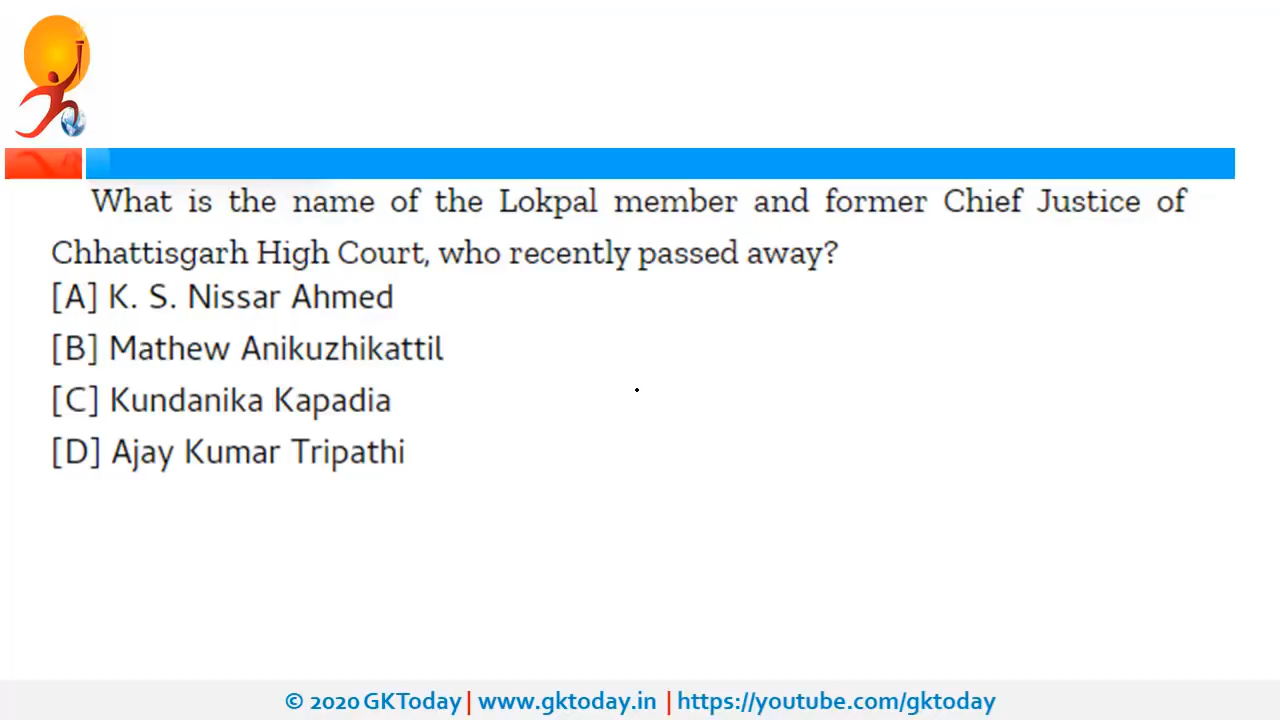 What is the name of the Lokpal member and former Chief Justice of
Chhattisgarh High Court, who recently passed away?
[A] K. S. Nissar Ahmed
[B] Mathew Anikuzhikattil
[C] Kundanika Kapadia
[D] Ajay Kumar Tripathi
© 2020 GKToday | www.gktoday.in | https://youtube.com/gktoday